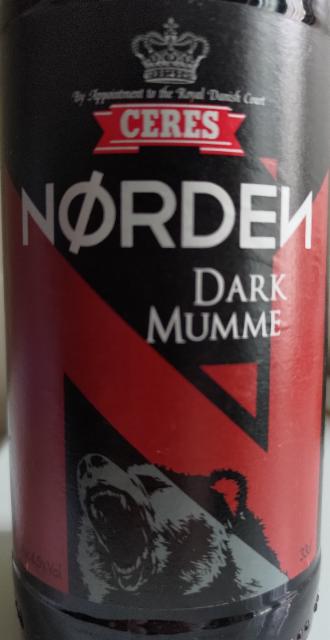 By Appointment to the Royal Danish Court
CERES
NØRDEN
DARK
MUMME